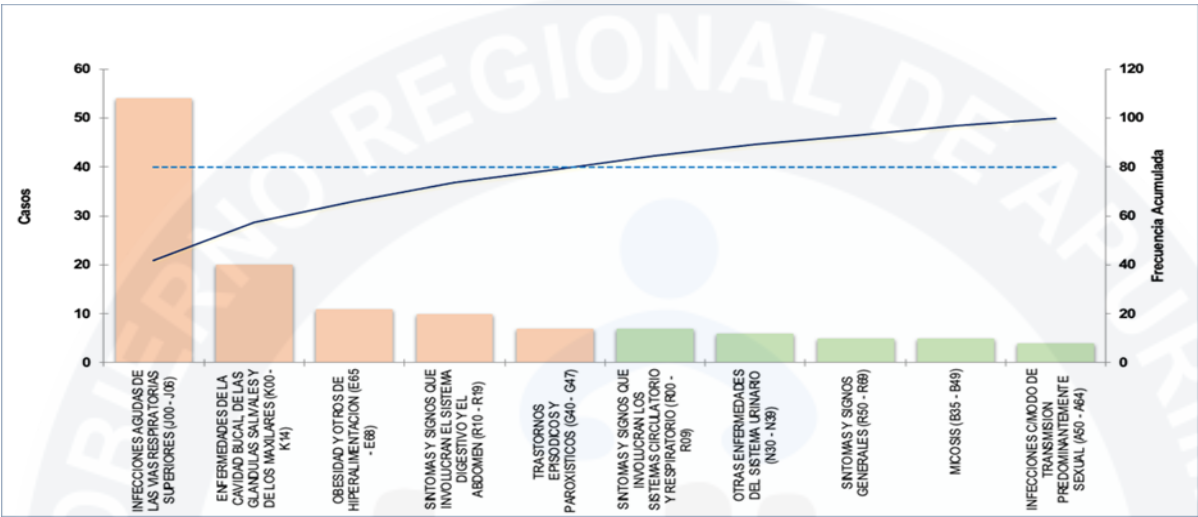 GOBIERNO REGIONAL DE APURIM
60
50
40
30
20
10
0
Casos
120
100
80
60
40
20
0
Frecuencia Acumulada
INFECCIONES AGUDAS DE
LAS VIAS RESPIRATORIAS
SUPERIORES (J00 - J06)
ENFERMEDADES DE LA
CAVIDAD BUCAL DE LAS
GLANDULAS SALIVALES Y
DE LOS MAXILARES (K00 -
K14)
OBESIDAD Y OTROS DE
HIPERALIMENTACION (E65
- E68)
SINTOMAS Y SIGNOS QUE
INVOLUCRAN EL SISTEMA
DIGESTIVO Y EL
ABDOMEN (R10 - R19)
TRASTORNOS
EPISODICOS Y
PAROXISTICOS (G40 - G47)
SINTOMAS Y SIGNOS QUE
INVOLUCRAN LOS
SISTEMAS CIRCULATORIO
Y RESPIRATORIO (R00 -
R09)
OTRAS ENFERMEDADES
DEL SISTEMA URINARIO
(N30 - N39)
SINTOMAS Y SIGNOS
GENERALES (R50 - R69)
MICOSIS (B35 - B49)
INFECCIONES C/MODO DE
TRANSMISION
PREDOMINANTEMENTE
SEXUAL (A50 - A64)